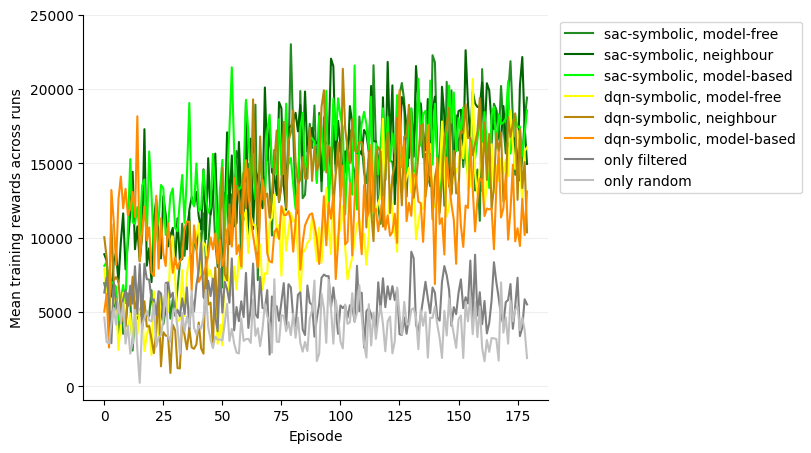 25000
20000
15000
10000
5000
0
Mean training rewards across runs
0 25 50 75 100 125 150 175
Episode
sac-symbolic, model-free
sac-symbolic, neighbour
sac-symbolic, model-based
dqn-symbolic, model-free
dqn-symbolic, neighbour
dqn-symbolic, model-based
only filtered
only random